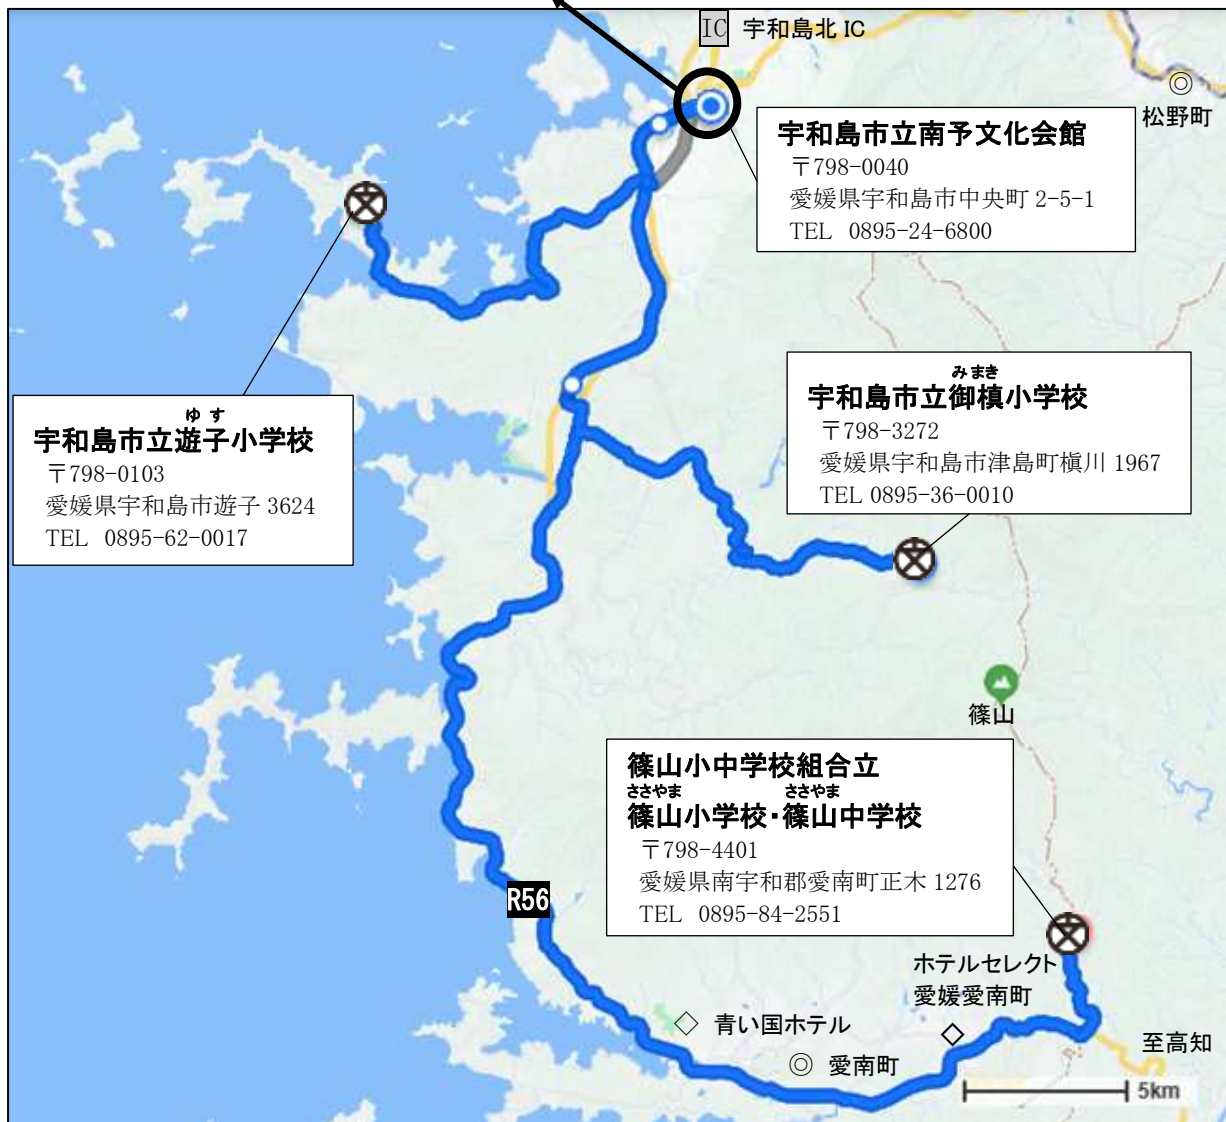 IC 宇和島北 IC
◎
松野町
宇和島市立南予文化会館
〒798-0040
愛媛県宇和島市中央町 2-5-1
TEL 0895-24-6800
みまき
宇和島市立御槙小学校
〒798-3272
愛媛県宇和島市津島町槇川 1967
TEL 0895-36-0010
ゆす
宇和島市立遊子小学校
〒798-0103
愛媛県宇和島市遊子 3624
TEL 0895-62-0017
篠山
篠山小中学校組合立
ささやま ささやま
篠山小学校・篠山中学校
〒798-4401
愛媛県南宇和郡愛南町正木 1276
TEL 0895-84-2551
R56
ホテルセレクト
愛媛愛南町
◇ 青い国ホテル
◇
◎ 愛南町
至高知
5km